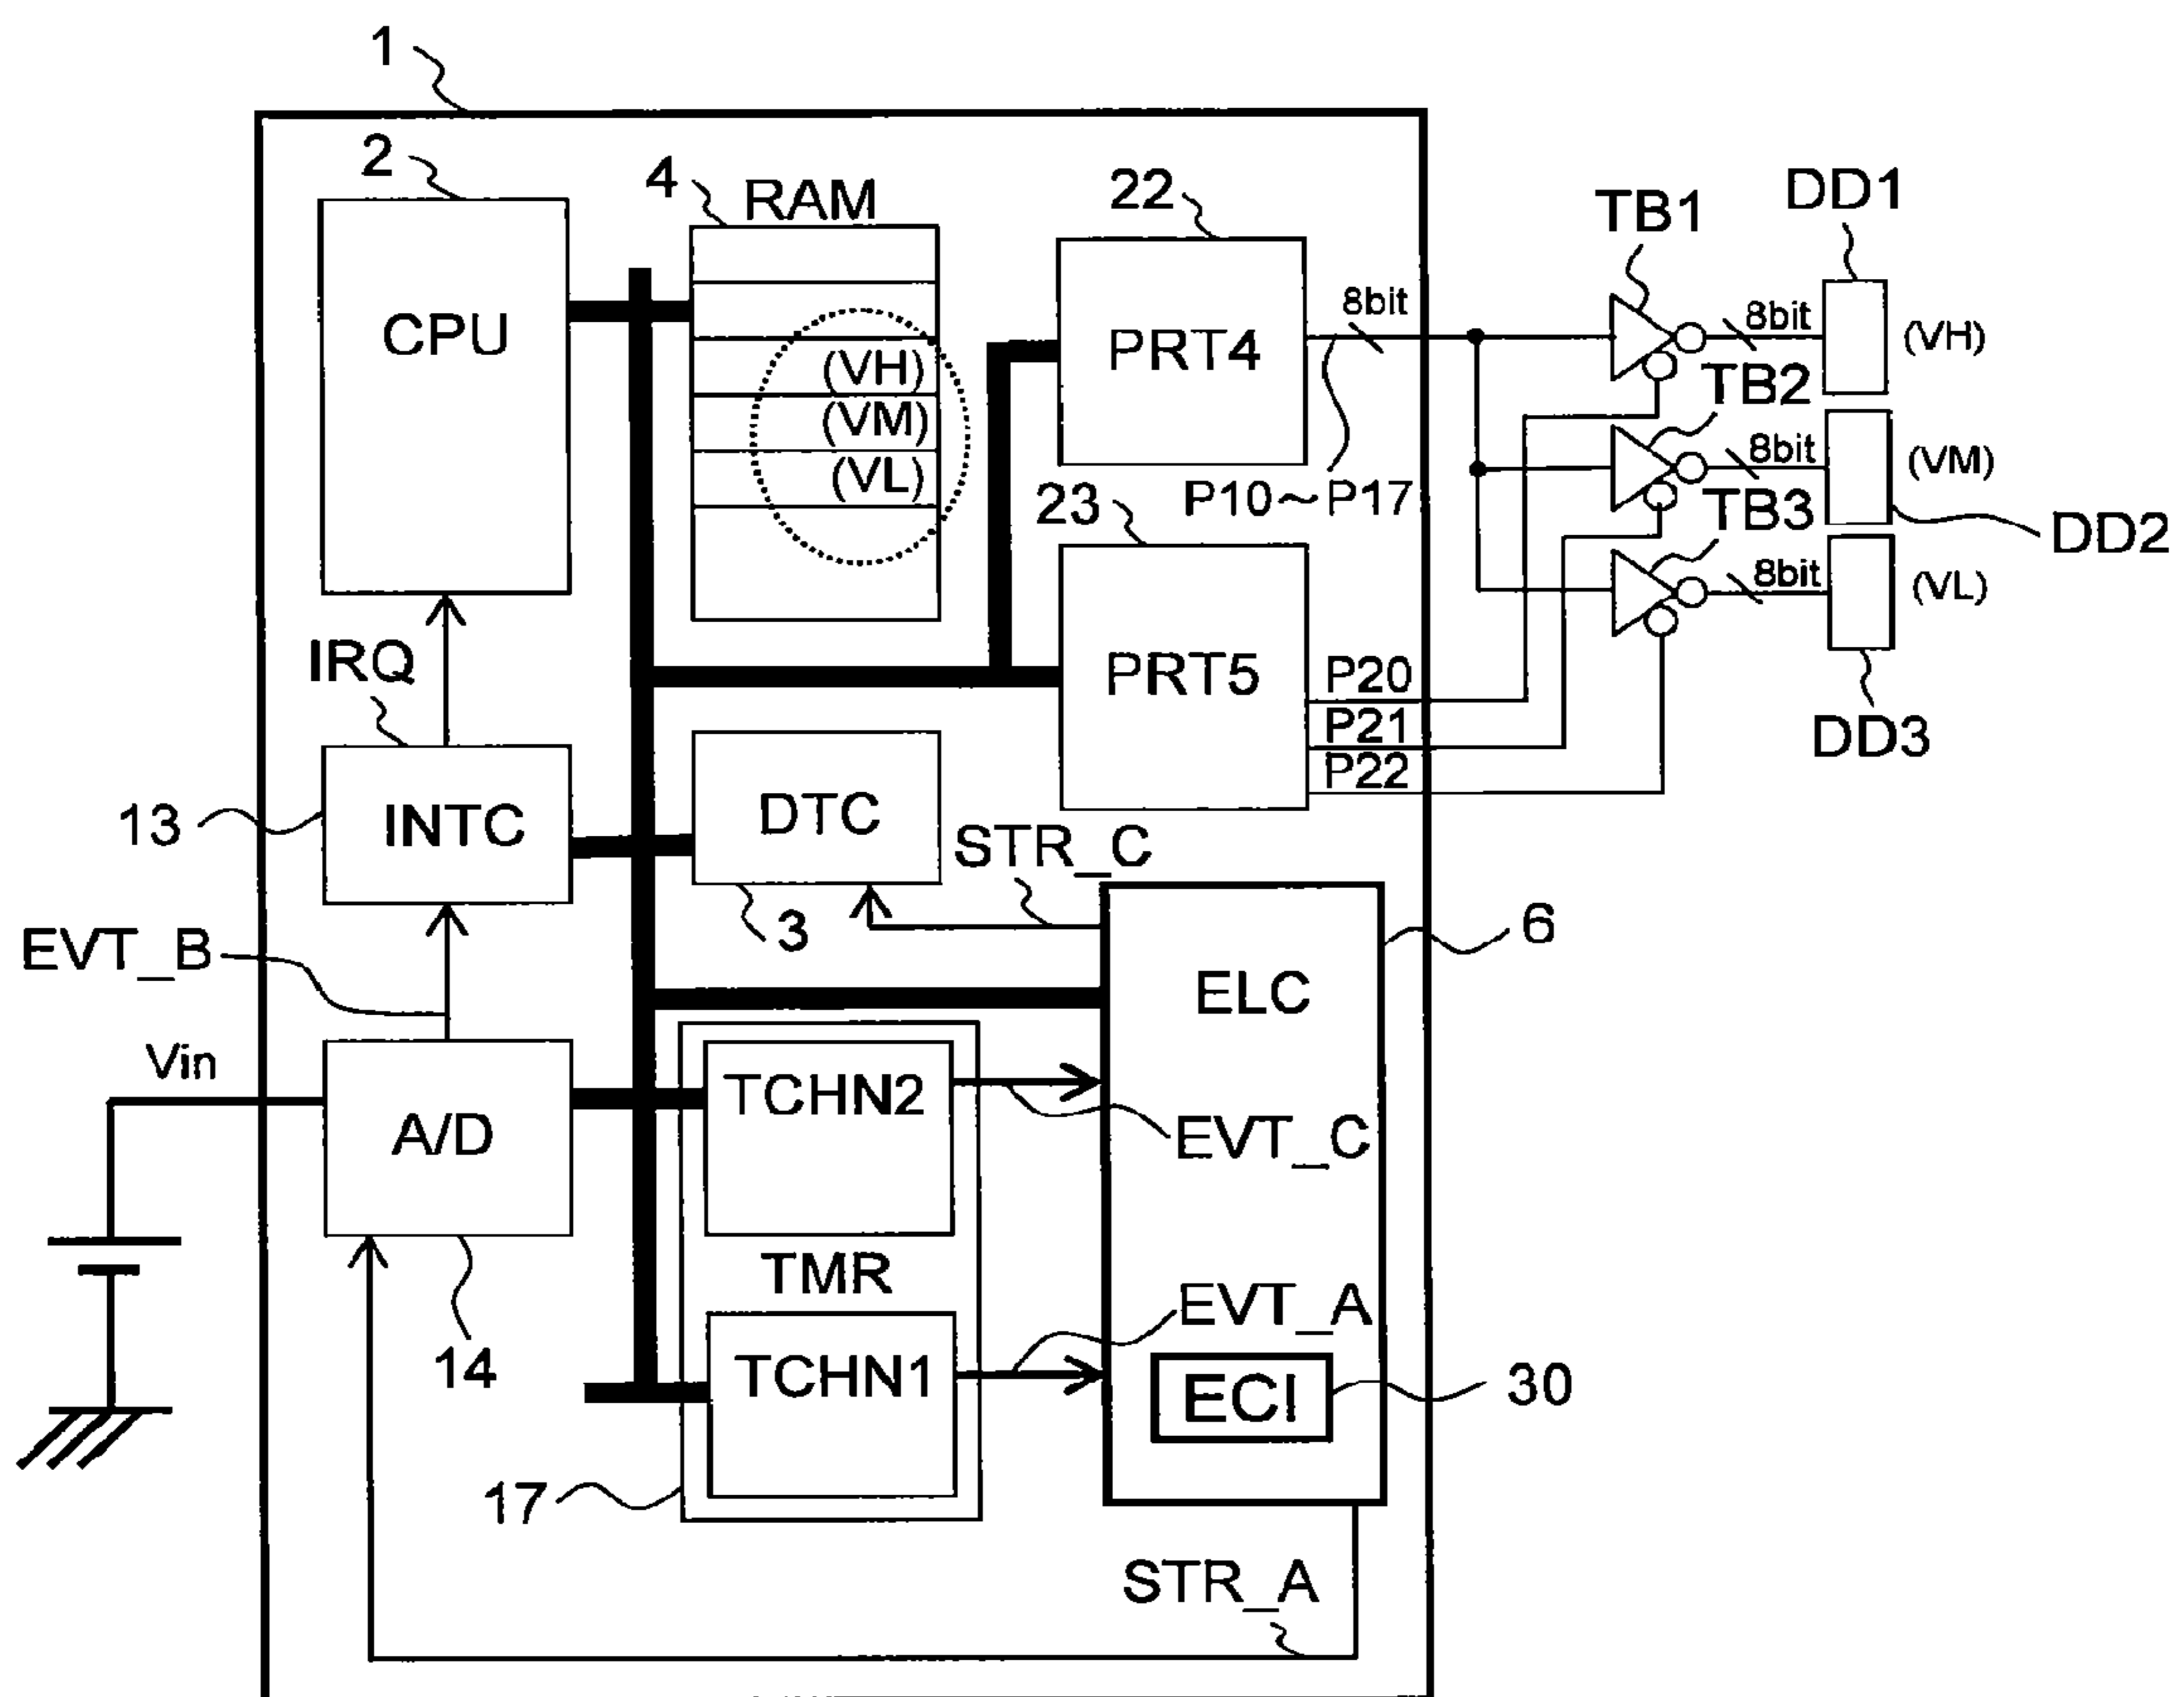 1
2
4
RAM
22
TB1
DD1
CPU
PRT4
8bit
8bit
(VH)
(VH)
TB2
(VM)
8bit
(VM)
(VL)
23
P10～P17
TB3
DD2
8bit
(VL)
IRQ
PRT5
P20
P21
P22
DD3
13
INTC
DTC
STR_C
3
6
EVT_B
ELC
Vin
A/D
TCHN2
EVT_C
TMR
EVT_A
14
TCHN1
ECI
30
17
STR_A